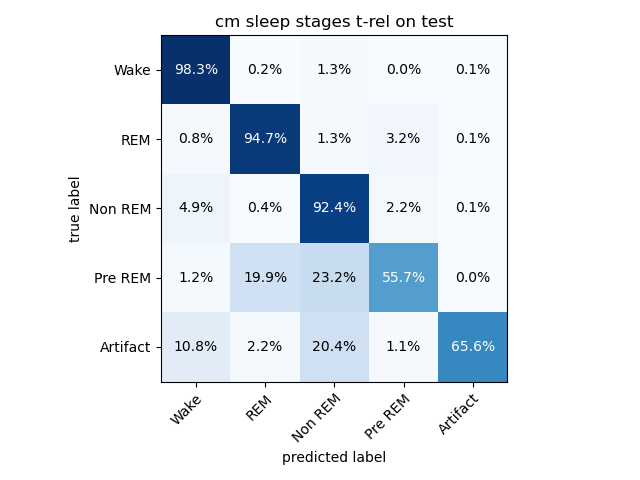 cm sleep stages t-rel on test
true label
Wake 98.3% 0.2% 1.3% 0.0% 0.1%
REM 0.8% 94.7% 1.3% 3.2% 0.1%
Non REM 4.9% 0.4% 92.4% 2.2% 0.1%
Pre REM 1.2% 19.9% 23.2% 55.7% 0.0%
Artifact 10.8% 2.2% 20.4% 1.1% 65.6%
Wake REM Non REM Pre REM Artifact
predicted label